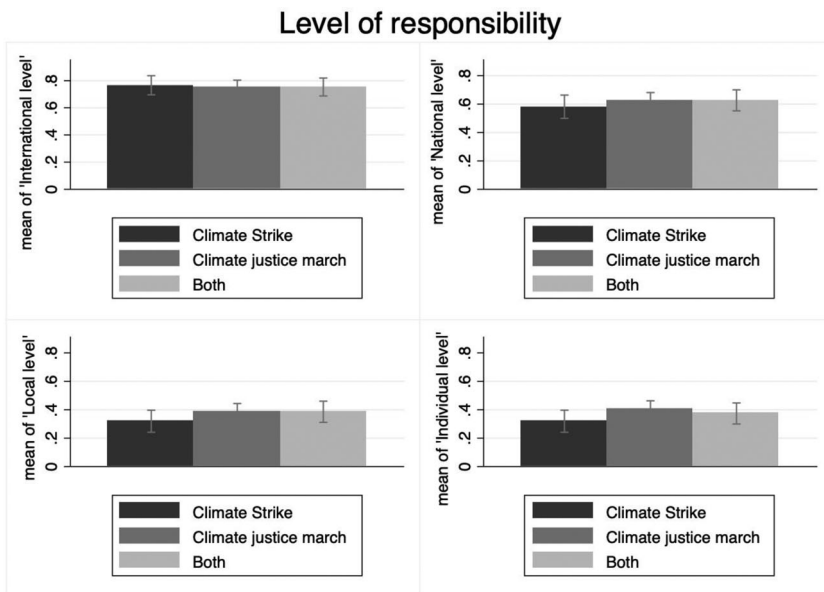 Level of responsibility
mean of 'International level'
.8
.6
.4
.2
0
Climate Strike
Climate justice march
Both
mean of 'National level'
.8
.6
.4
.2
0
Climate Strike
Climate justice march
Both
mean of 'Local level'
.8
.6
.4
.2
0
Climate Strike
Climate justice march
Both
mean of 'Individual level'
.8
.6
.4
.2
0
Climate Strike
Climate justice march
Both